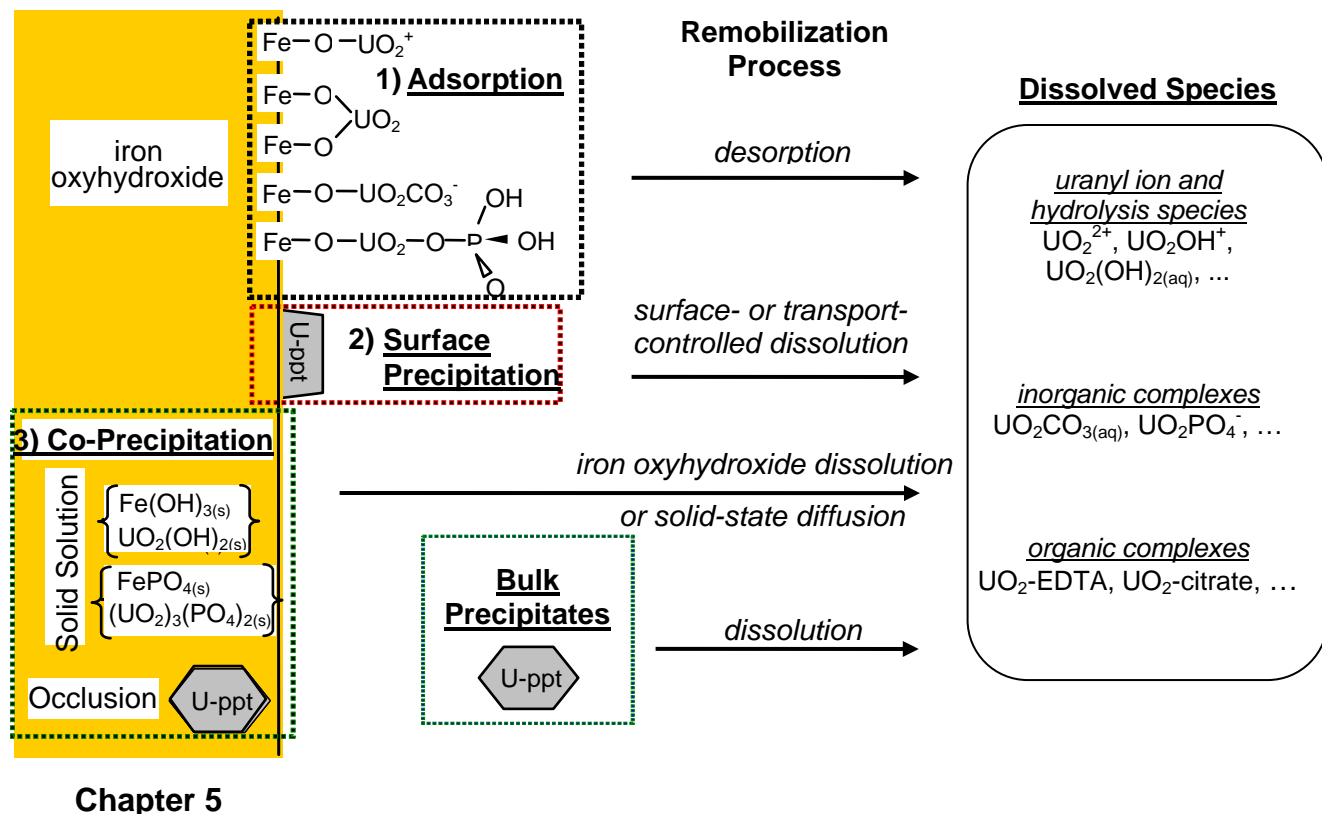 Fe—O—UO₂⁺
1) Adsorption
Fe—O
UO₂
Fe—O
Fe—O—UO₂CO₃⁻
OH
Fe—O—UO₂—O—P
OH
O
iron
oxyhydroxide
U-ppt
2) Surface
Precipitation
3) Co-Precipitation
Solid Solution
Fe(OH)₃₍s₎
UO₂(OH)₂₍s₎
FePO₄₍s₎
(UO₂)₃(PO₄)₂₍s₎
Occlusion
U-ppt
Chapter 5
Remobilization
Process
desorption
surface- or transport-
controlled dissolution
iron oxyhydroxide dissolution
or solid-state diffusion
Bulk
Precipitates
U-ppt
dissolution
Dissolved Species
uranyl ion and
hydrolysis species
UO₂²⁺, UO₂OH⁺,
UO₂(OH)₂(aq), ...
inorganic complexes
UO₂CO₃(aq), UO₂PO₄⁻, …
organic complexes
UO₂-EDTA, UO₂-citrate, …